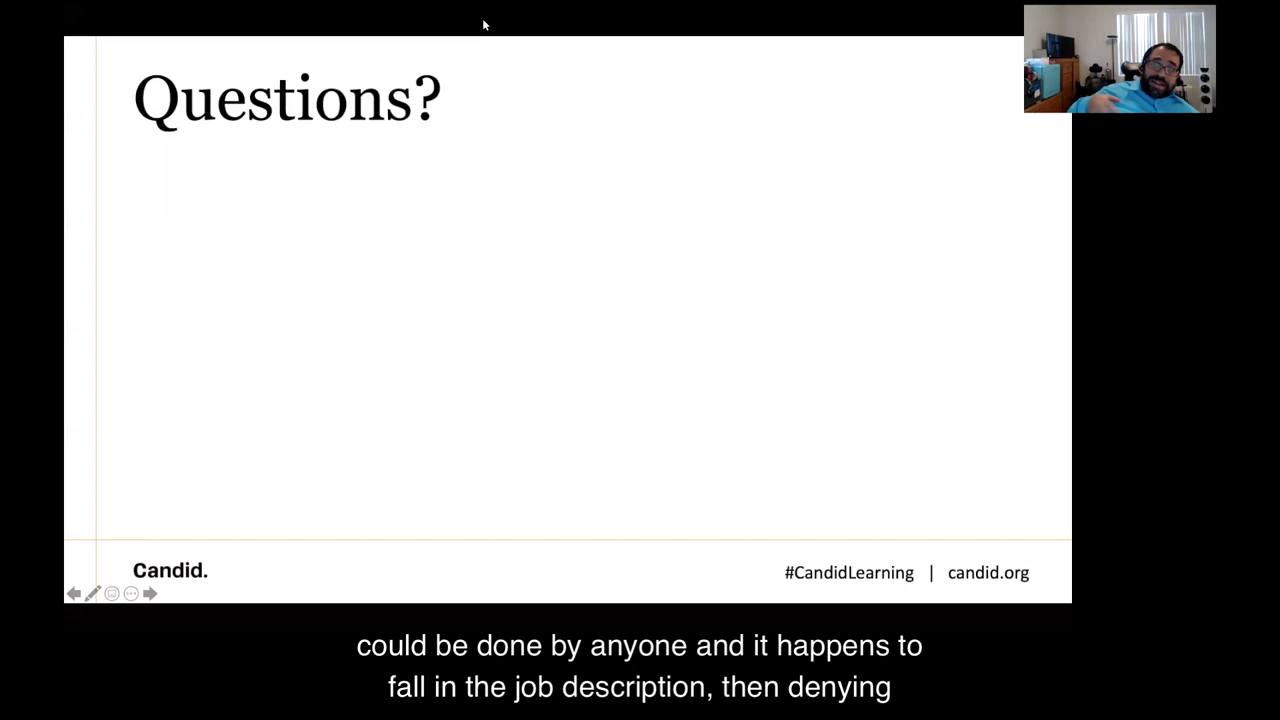 Questions?
Candid.
#CandidLearning | candid.org
could be done by anyone and it happens to
fall in the job description, then denying